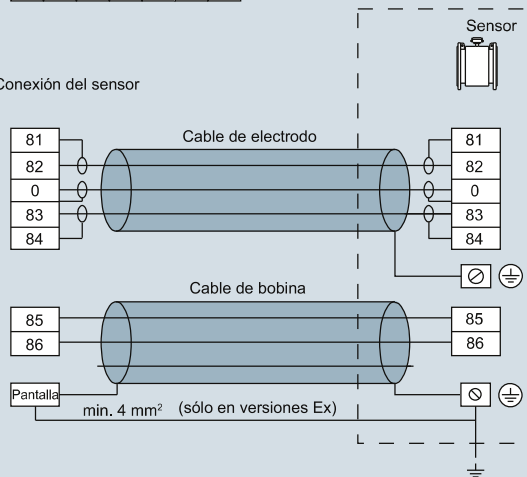 Sensor
Conexión del sensor
Cable de electrodo
81
82
0
83
84
81
82
0
83
84
Cable de bobina
85
86
85
86
Pantalla
min. 4 mm² (sólo en versiones Ex)